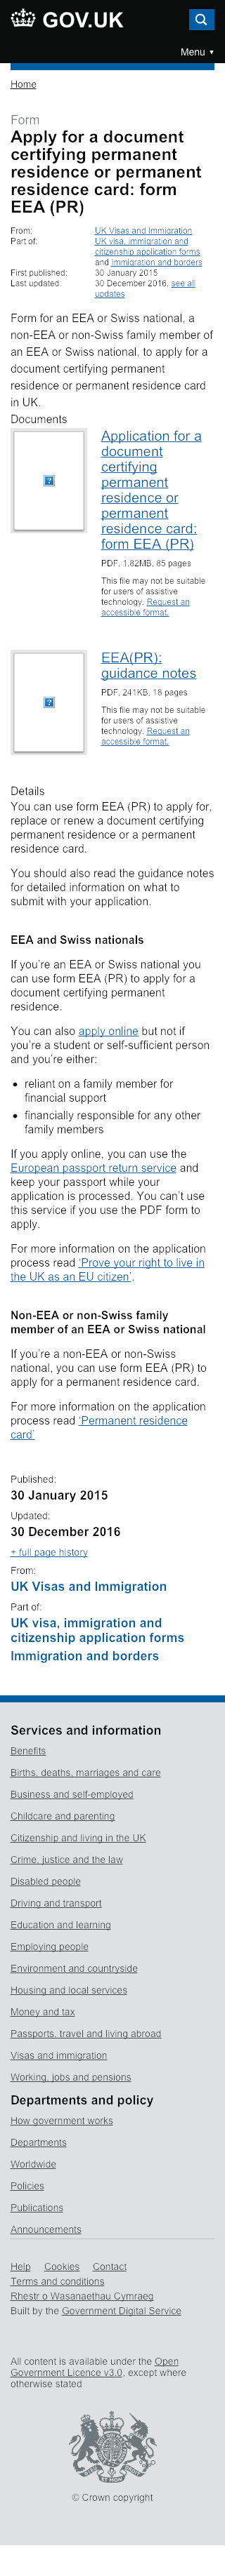 GOV.UK
Menu ▼
Home
Form
Apply for a document
certifying permanent
residence or permanent
residence card: form
EEA (PR)
From: UK Visas and Immigration
Part of: UK visa, immigration and
citizenship application forms
and Immigration and borders
First published: 30 January 2015
Last updated: 30 December 2016, see all
updates
Form for an EEA or Swiss national, a
non-EEA or non-Swiss family member of
an EEA or Swiss national, to apply for a
document certifying permanent
residence or permanent residence card
in UK.
Documents
Application for a
document
certifying
permanent
residence or
permanent
residence card:
form EEA (PR)
PDF, 1.82MB, 85 pages
This file may not be suitable
for users of assistive
technology. Request an
accessible format.
EEA(PR):
guidance notes
PDF, 241KB, 18 pages
This file may not be suitable
for users of assistive
technology. Request an
accessible format.
Details
You can use form EEA (PR) to apply for,
replace or renew a document certifying
permanent residence or a permanent
residence card.
You should also read the guidance notes
for detailed information on what to
submit with your application.
EEA and Swiss nationals
If you’re an EEA or Swiss national you
can use form EEA (PR) to apply for a
document certifying permanent
residence.
You can also apply online but not if
you’re a student or self-sufficient person
and you’re either:
• reliant on a family member for
financial support
• financially responsible for any other
family members
If you apply online, you can use the
European passport return service and
keep your passport while your
application is processed. You can’t use
this service if you use the PDF form to
apply.
For more information on the application
process read ‘Prove your right to live in
the UK as an EU citizen’.
Non-EEA or non-Swiss family
member of an EEA or Swiss national
If you’re a non-EEA or non-Swiss
national, you can use form EEA (PR) to
apply for a permanent residence card.
For more information on the application
process read ‘Permanent residence
card’
Published:
30 January 2015
Updated:
30 December 2016
+ full page history
From:
UK Visas and Immigration
Part of:
UK visa, immigration and
citizenship application forms
Immigration and borders
Services and information
Benefits
Births, deaths, marriages and care
Business and self-employed
Childcare and parenting
Citizenship and living in the UK
Crime, justice and the law
Disabled people
Driving and transport
Education and learning
Employing people
Environment and countryside
Housing and local services
Money and tax
Passports, travel and living abroad
Visas and immigration
Working, jobs and pensions
Departments and policy
How government works
Departments
Worldwide
Policies
Publications
Announcements
Help Cookies Contact
Terms and conditions
Rhestr o Wasanaethau Cymraeg
Built by the Government Digital Service
All content is available under the Open
Government Licence v3.0, except where
otherwise stated
© Crown copyright